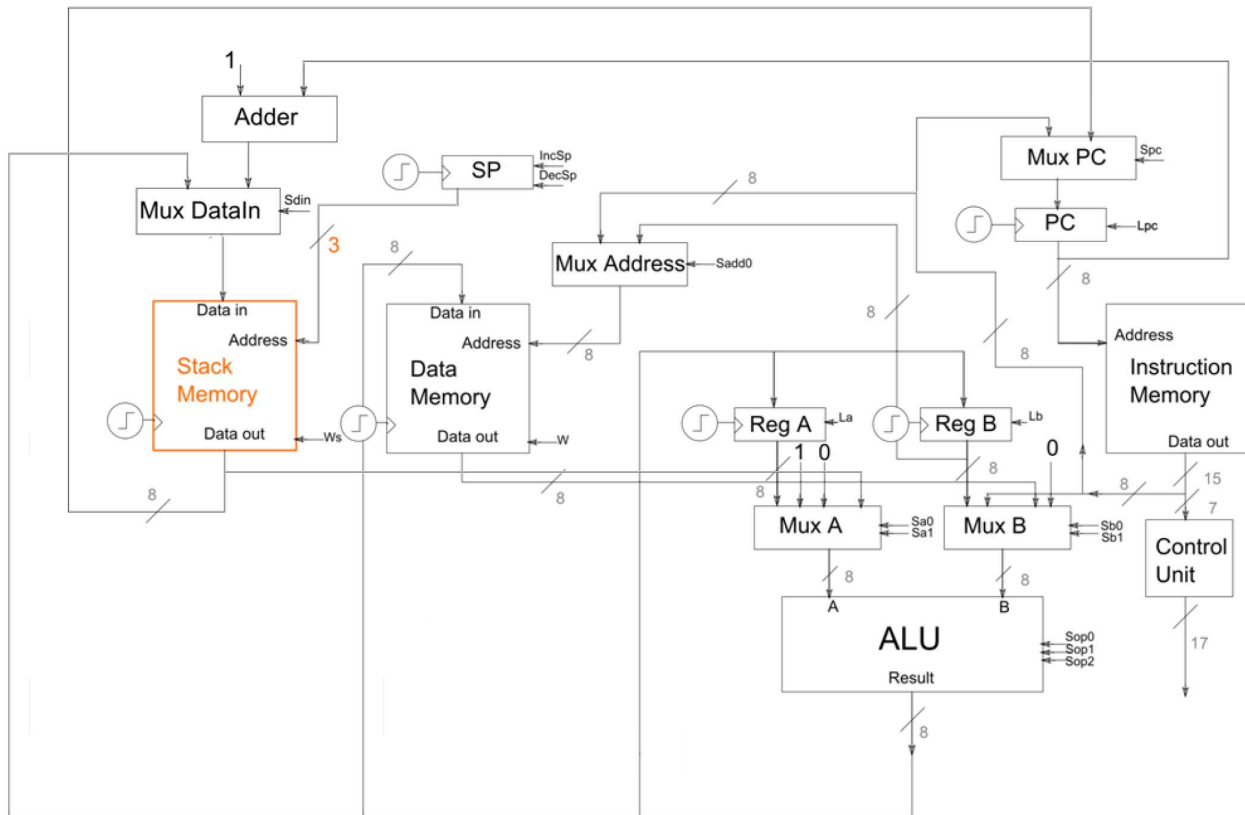 1
Adder
Mux DataIn
Sdin
SP
IncSp
DecSp
3
8
Mux Address
Sadd0
8
8
Mux PC
Spc
PC
Lpc
8
Data in
Address
Stack
Memory
Data out
Ws
8
Data in
Address
Data
Memory
Data out
W
8
8
8
Address
Instruction
Memory
Data out
15
7
8
Reg A
La
Reg B
Lb
1
0
0
8
8
Mux A
Sa0
Sa1
Mux B
Sb0
Sb1
8
8
Control
Unit
17
A
B
ALU
Sop0
Sop1
Sop2
Result
8